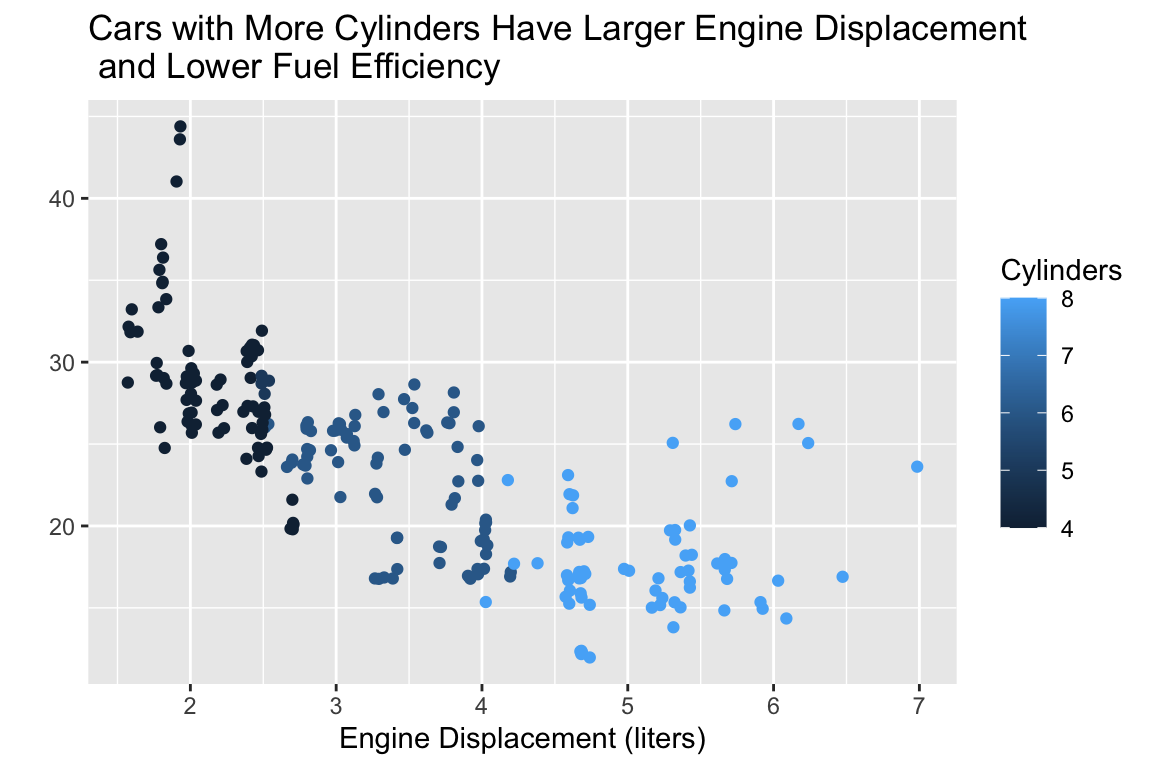 Cars with More Cylinders Have Larger Engine Displacement
and Lower Fuel Efficiency
40
30
20
2 3 4 5 6 7
Engine Displacement (liters)
Cylinders
8
7
6
5
4